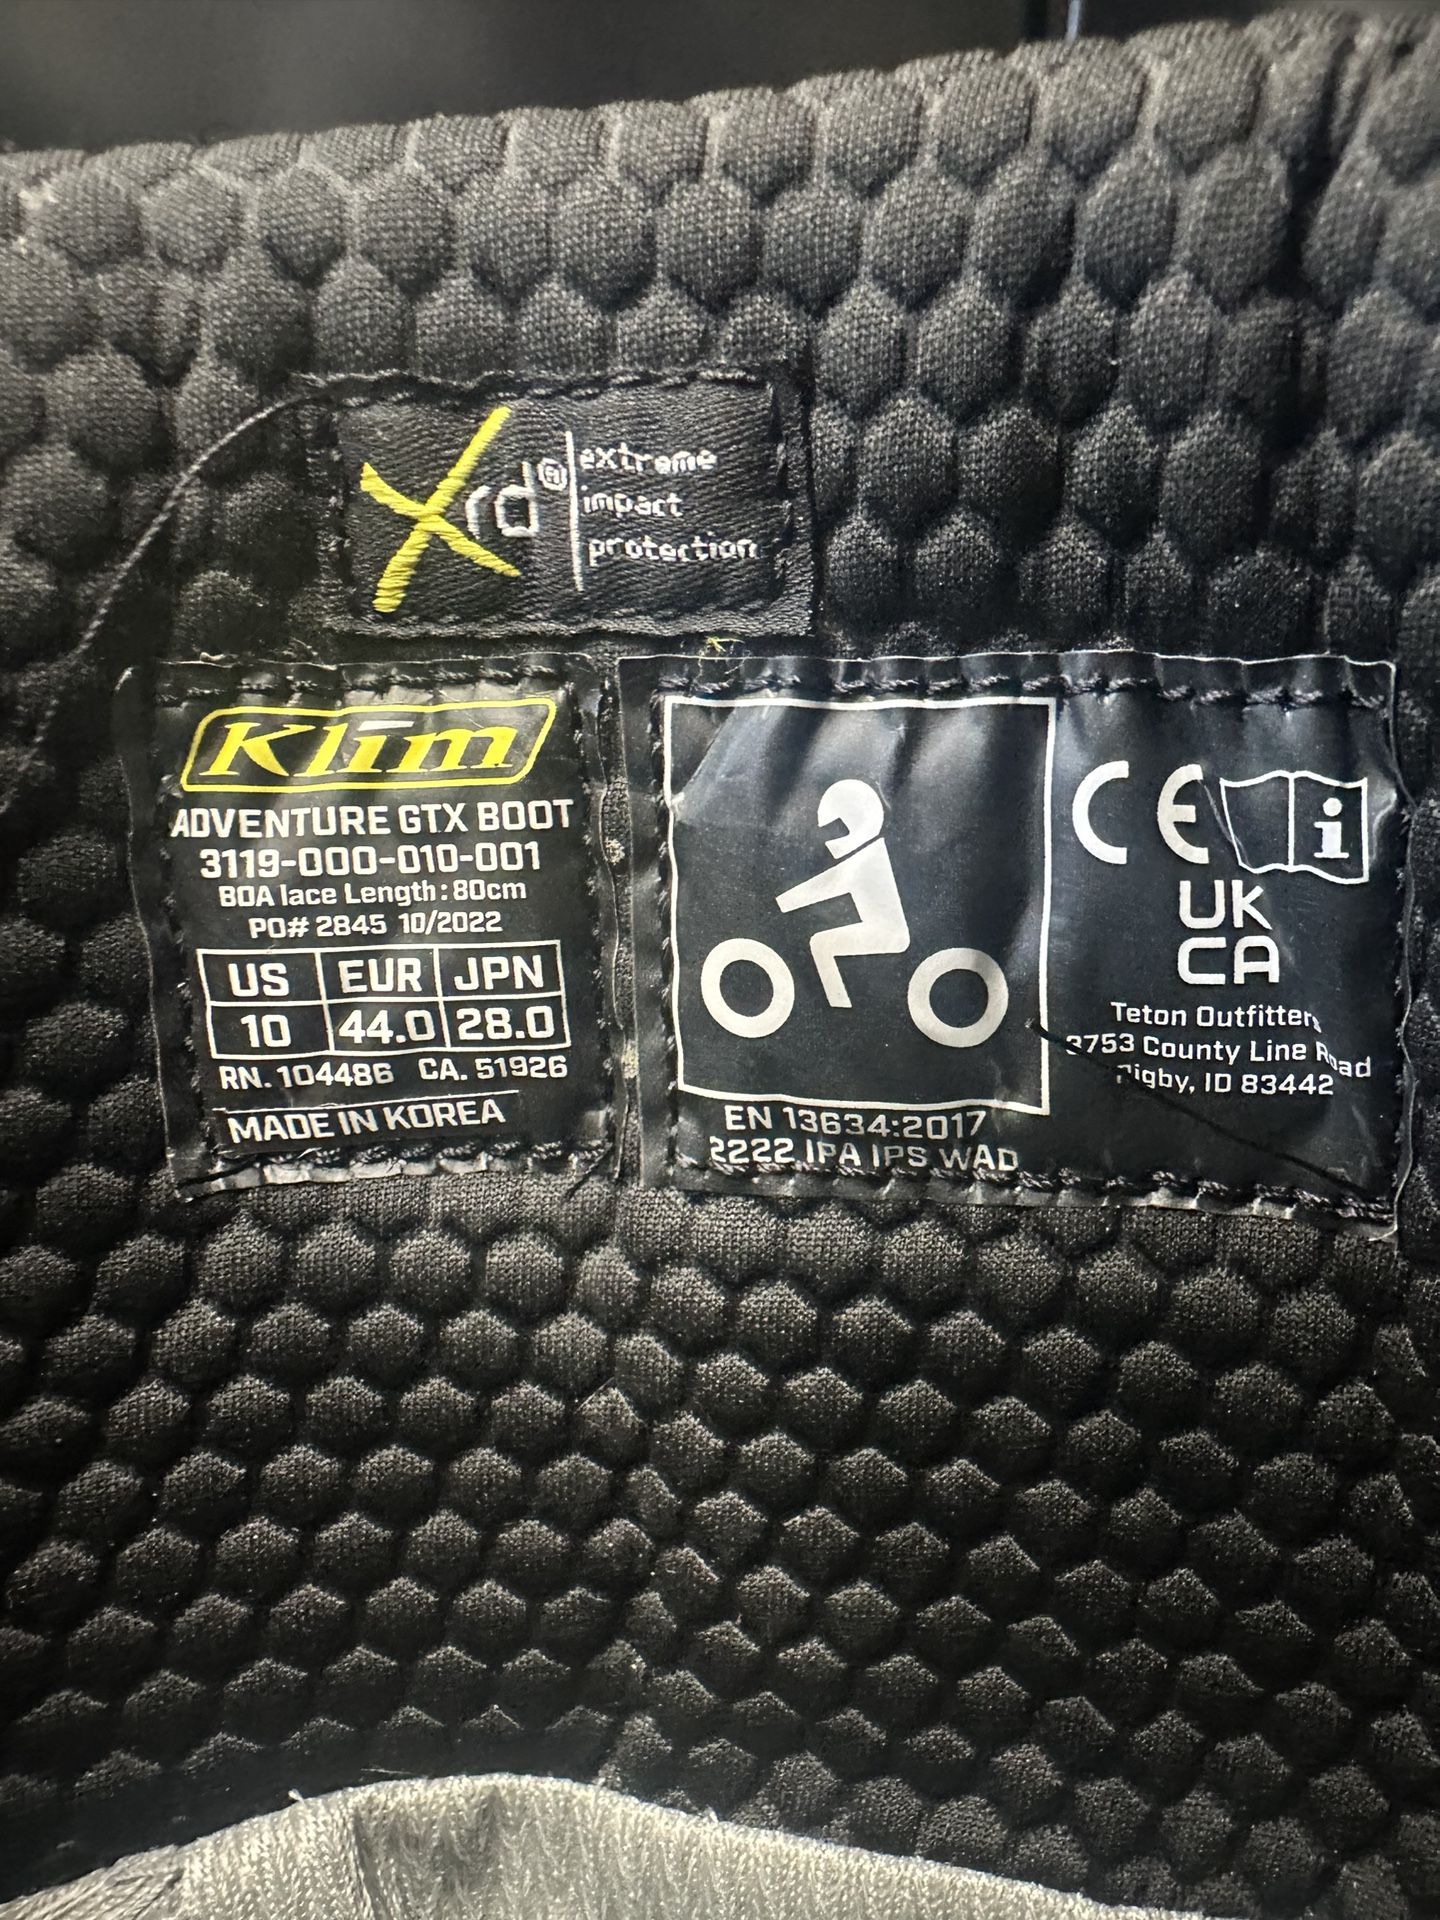 Xrd® extreme
impact
protection
Klim
ADVENTURE GTX BOOT
3119-000-010-001
BOA lace Length: 80cm
PO# 2845 10/2022
US EUR JPN
10 44.0 28.0
RN. 104486 CA. 51926
MADE IN KOREA
CE i
UK
CA
Teton Outfitters
3753 County Line Road
Rigby, ID 83442
EN 13634:2017
2222 IPA IPS WAD